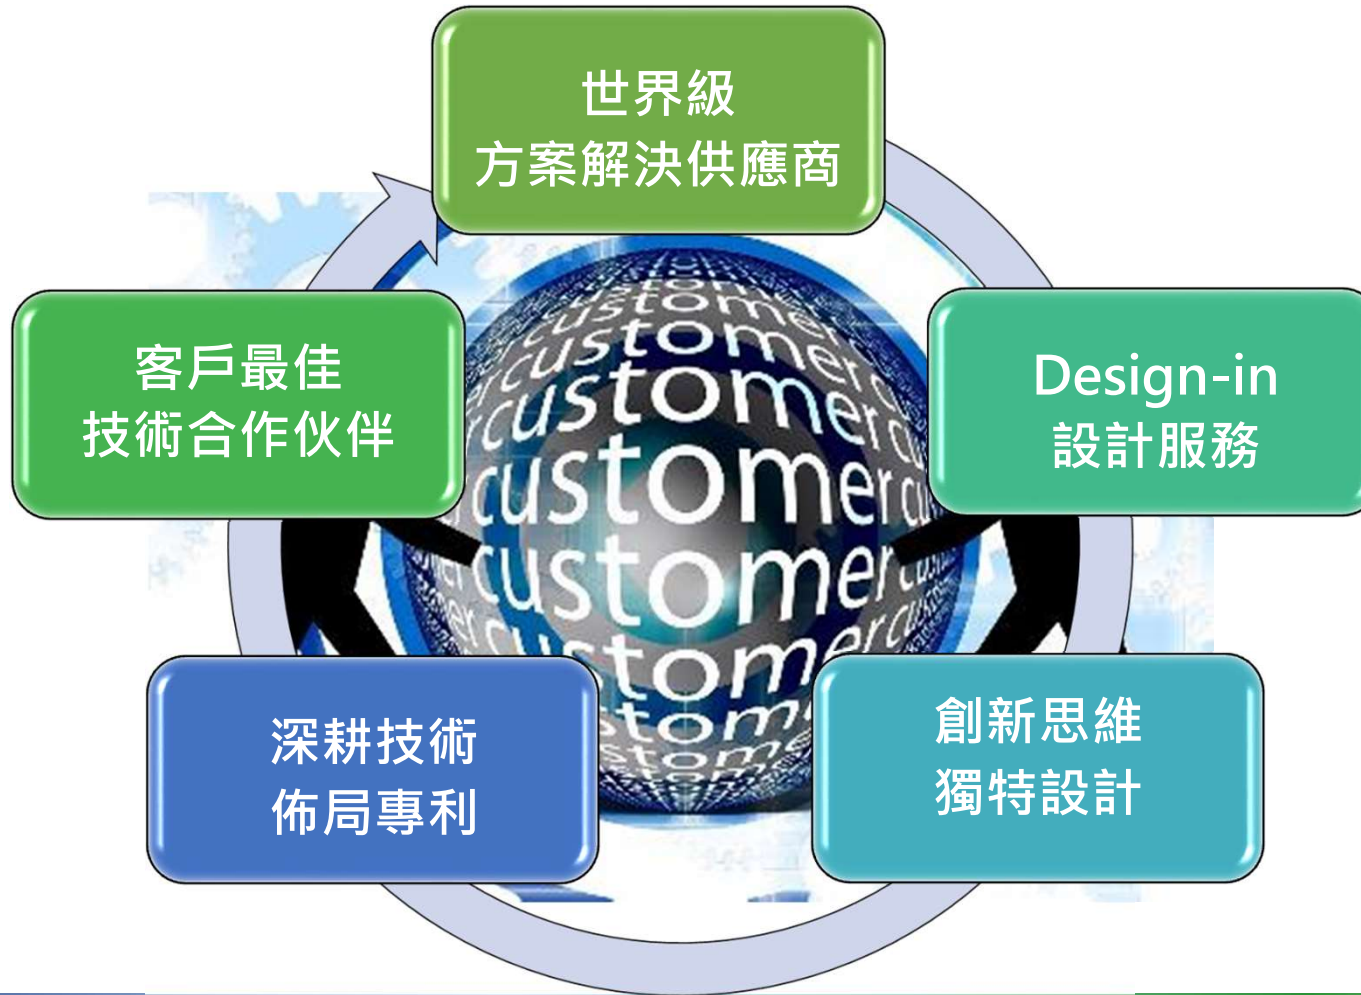 世界級
方案解決供應商
客戶最佳
技術合作伙伴
Design-in
設計服務
深耕技術
佈局專利
創新思維
獨特設計
customer
customer
customer
customer
customer
customer